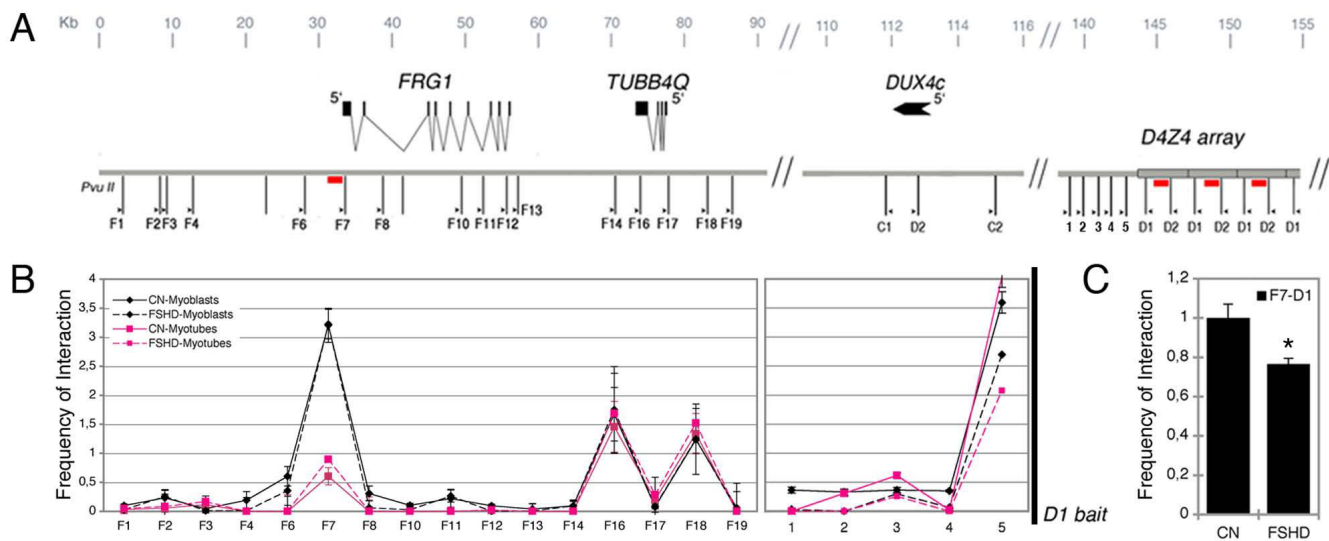 A
Kb 0 10 20 30 40 50 60 70 80 90 // 110 112 114 116 // 140 145 150 155
5' FRG1 TUBB4Q 5' DUX4c 5'
D4Z4 array
Pvu II
F1 F2 F3 F4 F6 F7 F8 F10 F11 F12 F13 F14 F16 F17 F18 F19 C1 D2 C2 1 2 3 4 5 D1 D2 D1 D2 D1 D2 D1
B
Frequency of Interaction
4
3,5
3
2,5
2
1,5
1
0,5
0
CN-Myoblasts
FSHD-Myoblasts
CN-Myotubes
FSHD-Myotubes
F1 F2 F3 F4 F6 F7 F8 F10 F11 F12 F13 F14 F16 F17 F18 F19
1 2 3 4 5
D1 bait
C
Frequency of Interaction
1,2
1
0,8
0,6
0,4
0,2
0
F7-D1
*
CN FSHD